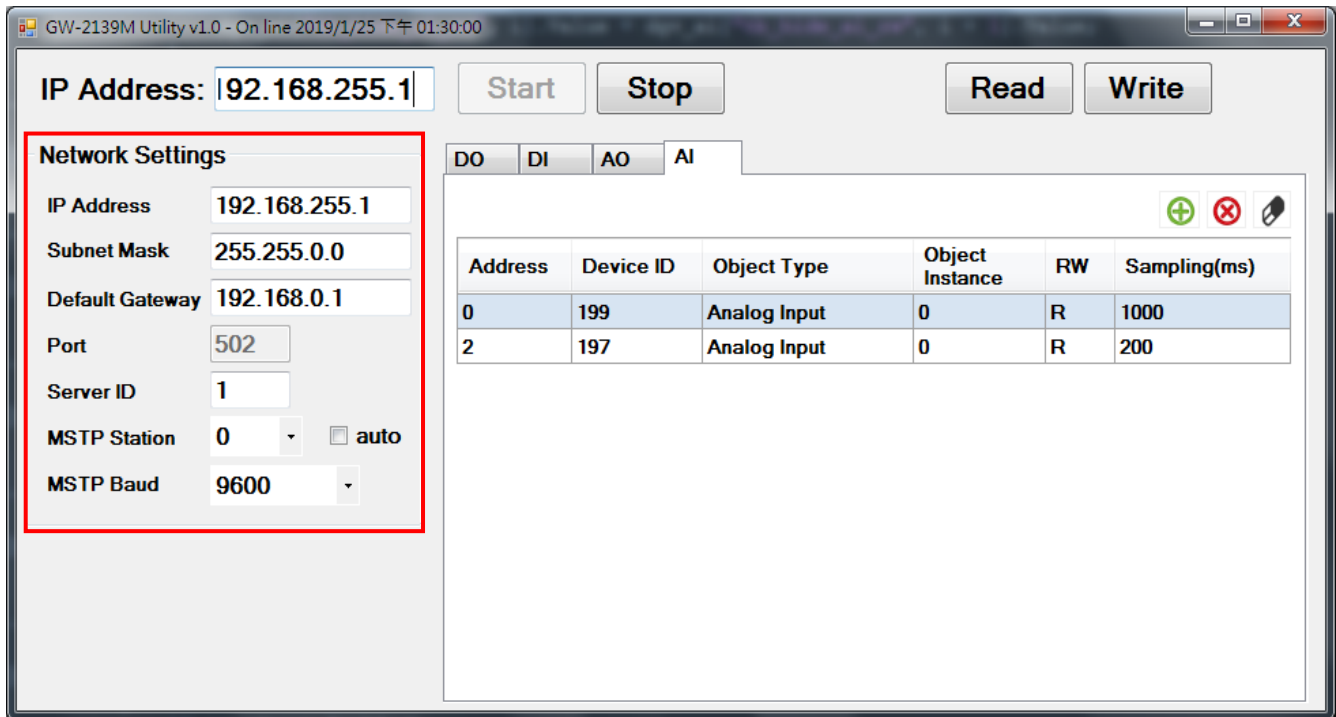 GW-2139M Utility v1.0 - On line 2019/1/25 下午 01:30:00
IP Address: 192.168.255.1 Start Stop Read Write
Network Settings
IP Address 192.168.255.1
Subnet Mask 255.255.0.0
Default Gateway 192.168.0.1
Port 502
Server ID 1
MSTP Station 0 auto
MSTP Baud 9600
DO DI AO AI
Address Device ID Object Type Object Instance RW Sampling(ms)
0 199 Analog Input 0 R 1000
2 197 Analog Input 0 R 200